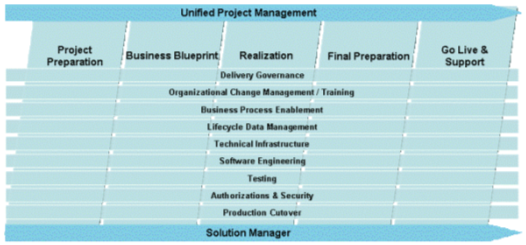 Unified Project Management
Project Preparation
Business Blueprint
Realization
Final Preparation
Go Live & Support
Delivery Governance
Organizational Change Management / Training
Business Process Enablement
Lifecycle Data Management
Technical Infrastructure
Software Engineering
Testing
Authorizations & Security
Production Cutover
Solution Manager